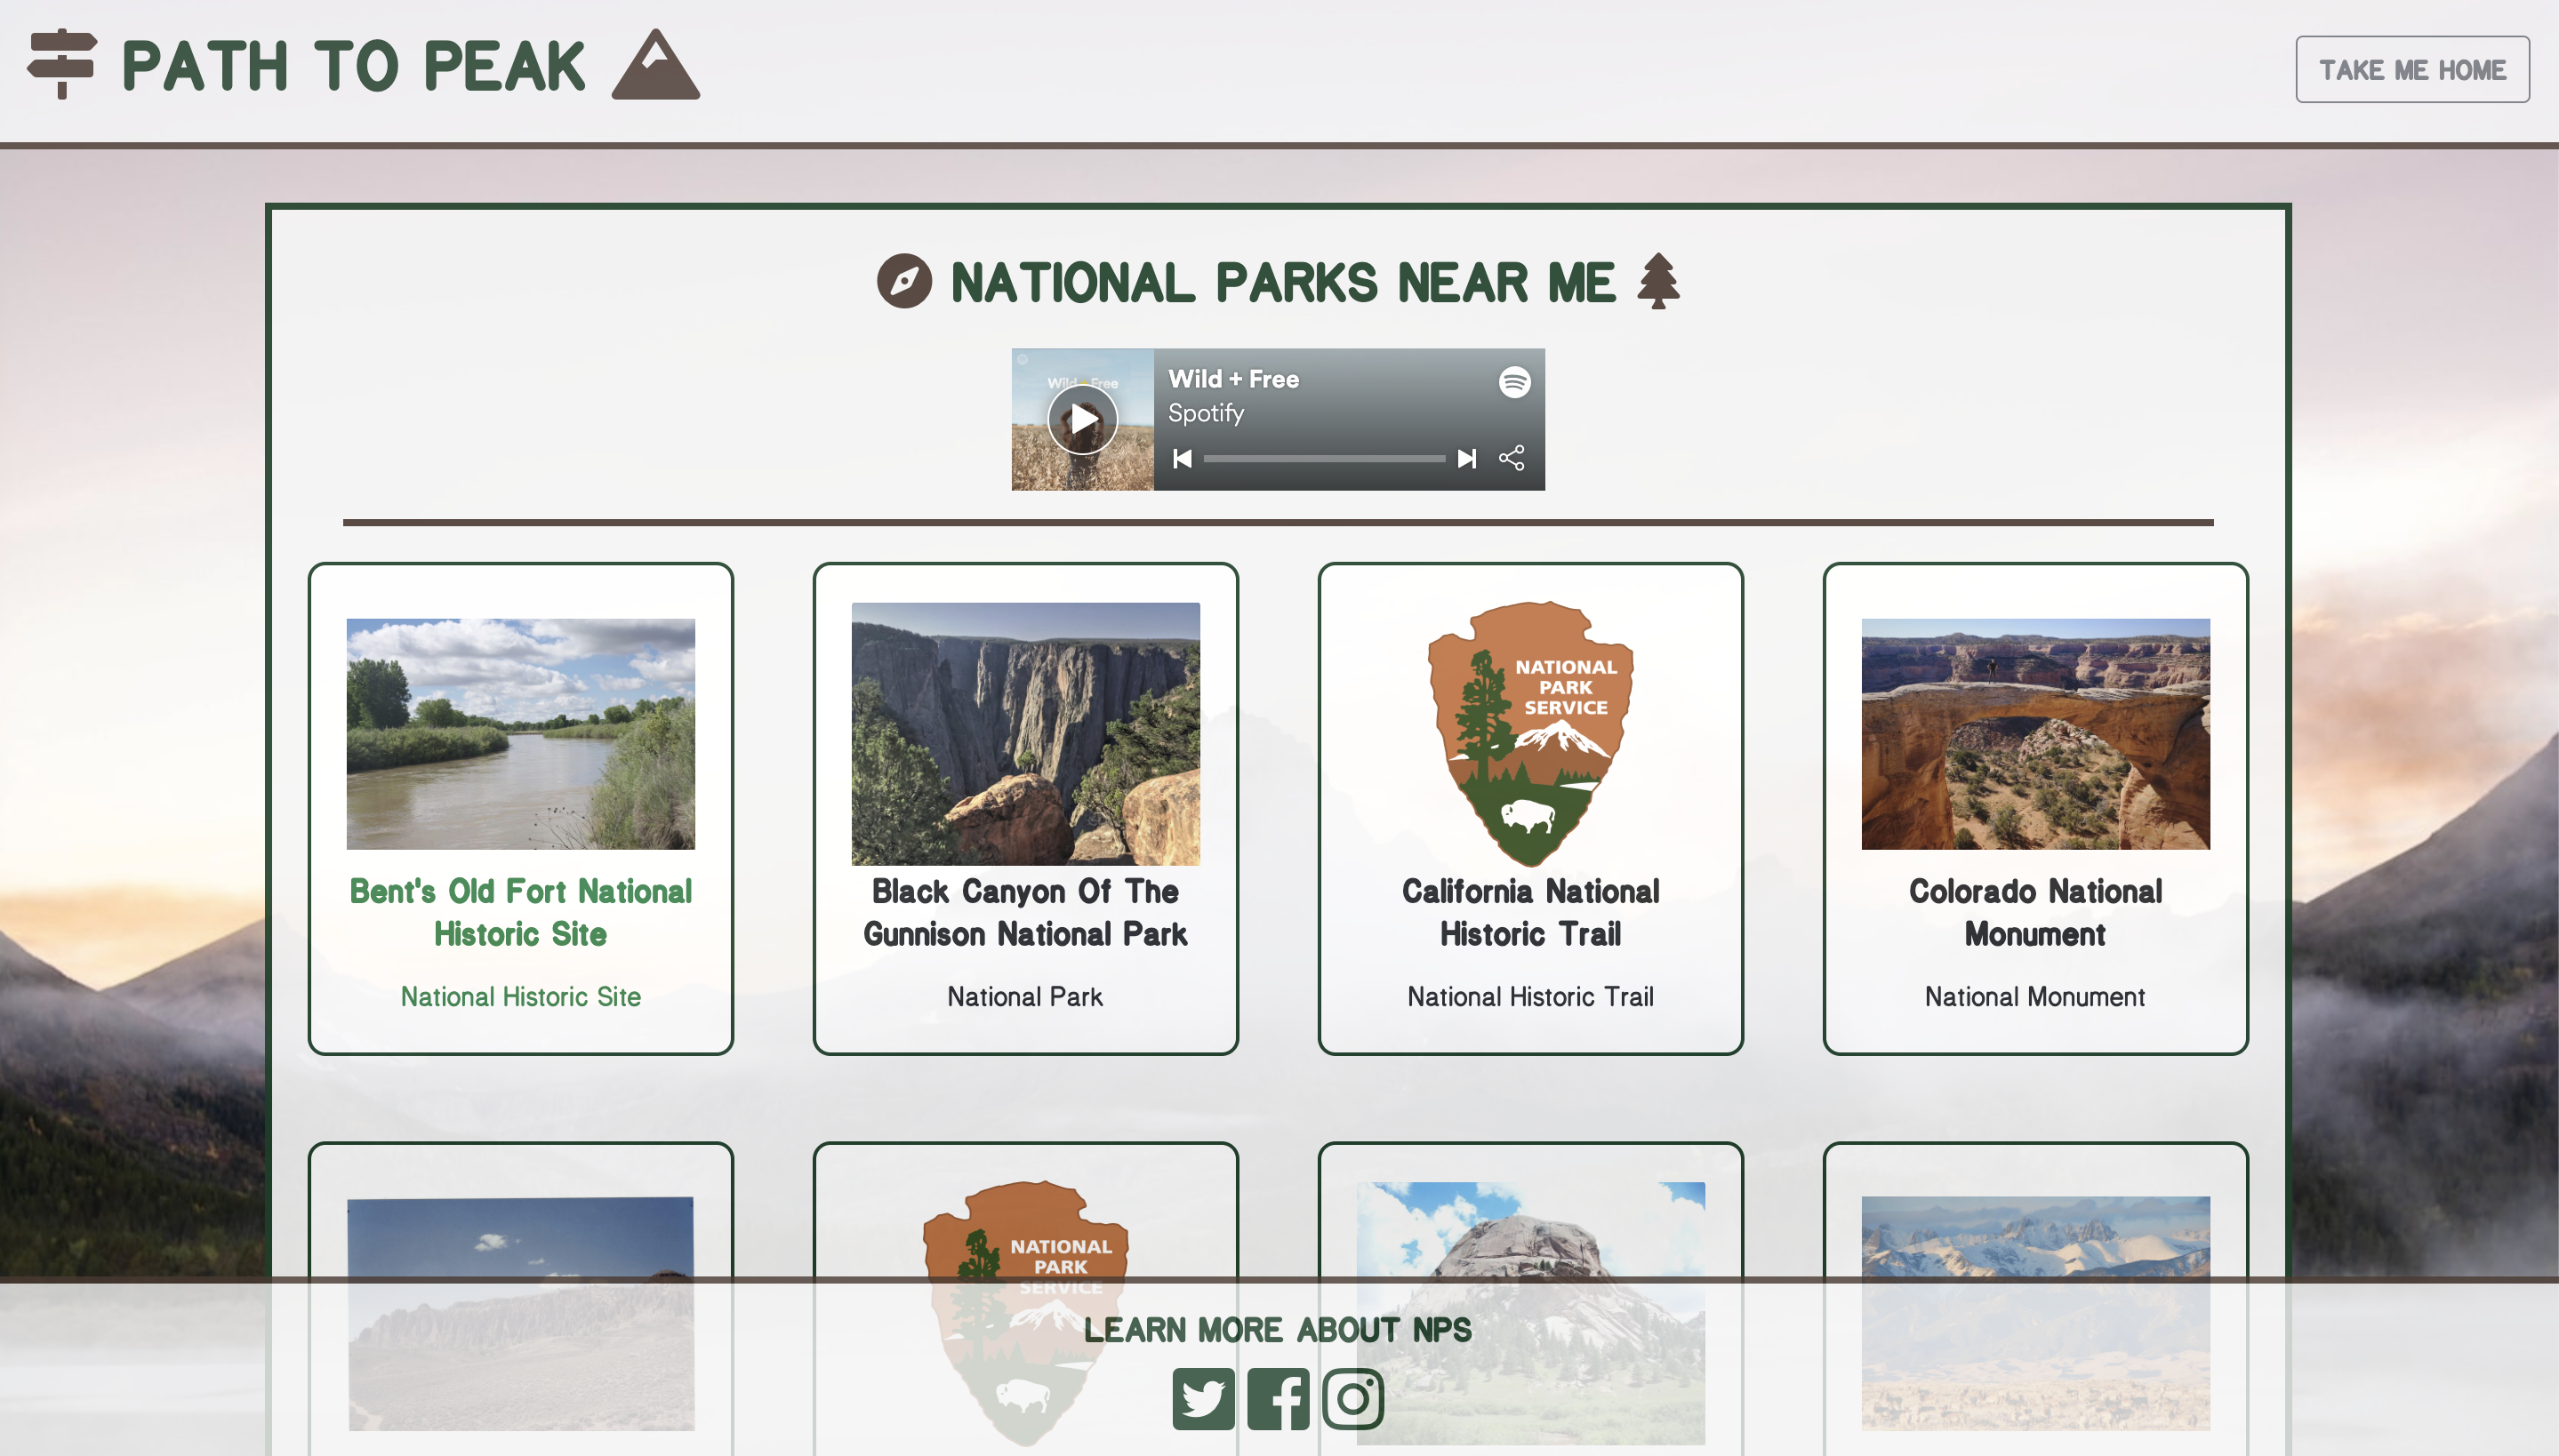 PATH TO PEAK
TAKE ME HOME
NATIONAL PARKS NEAR ME
Wild + Free
Wild + Free
Spotify
NATIONAL
PARK
SERVICE
Bent's Old Fort National
Historic Site
National Historic Site
Black Canyon Of The
Gunnison National Park
National Park
California National
Historic Trail
National Historic Trail
Colorado National
Monument
National Monument
NATIONAL
PARK
SERVICE
LEARN MORE ABOUT NPS